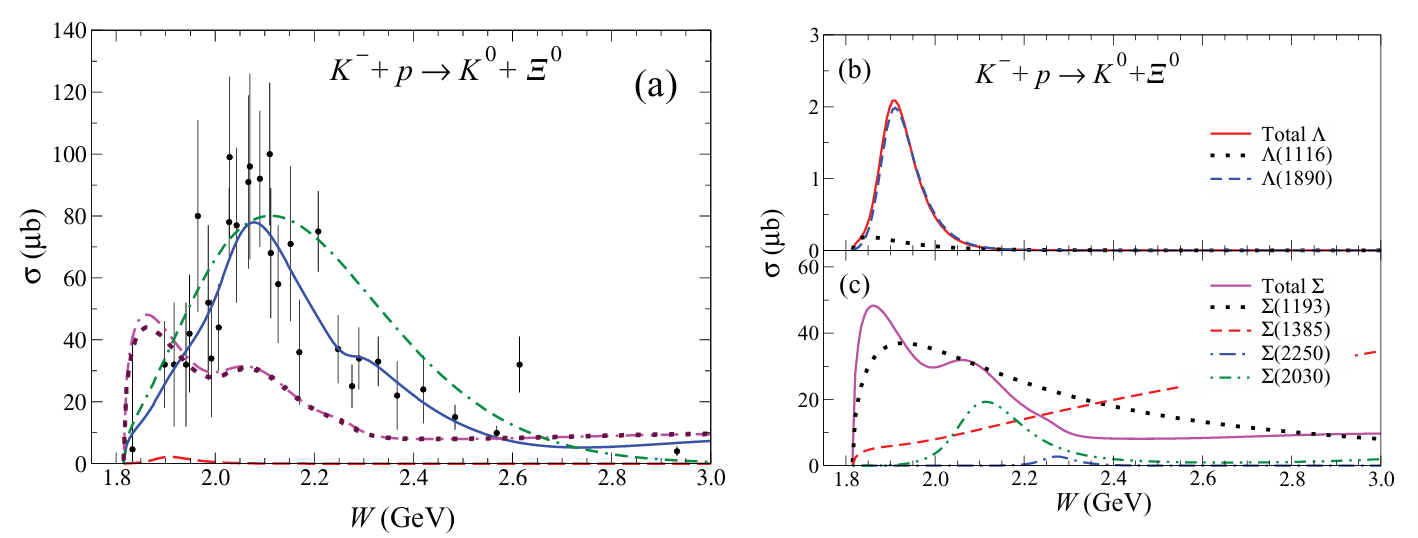 140
120
100
80
60
40
20
0
σ (μb)
K⁻ + p → K⁰ + Ξ⁰
(a)
1.8 2.0 2.2 2.4 2.6 2.8 3.0
W (GeV)
3
2
1
0
(b)
K⁻ + p → K⁰ + Ξ⁰
Total Λ
Λ(1116)
Λ(1890)
σ (μb)
60
40
20
0
(c)
Total Σ
Σ(1193)
Σ(1385)
Σ(2250)
Σ(2030)
1.8 2.0 2.2 2.4 2.6 2.8 3.0
W (GeV)